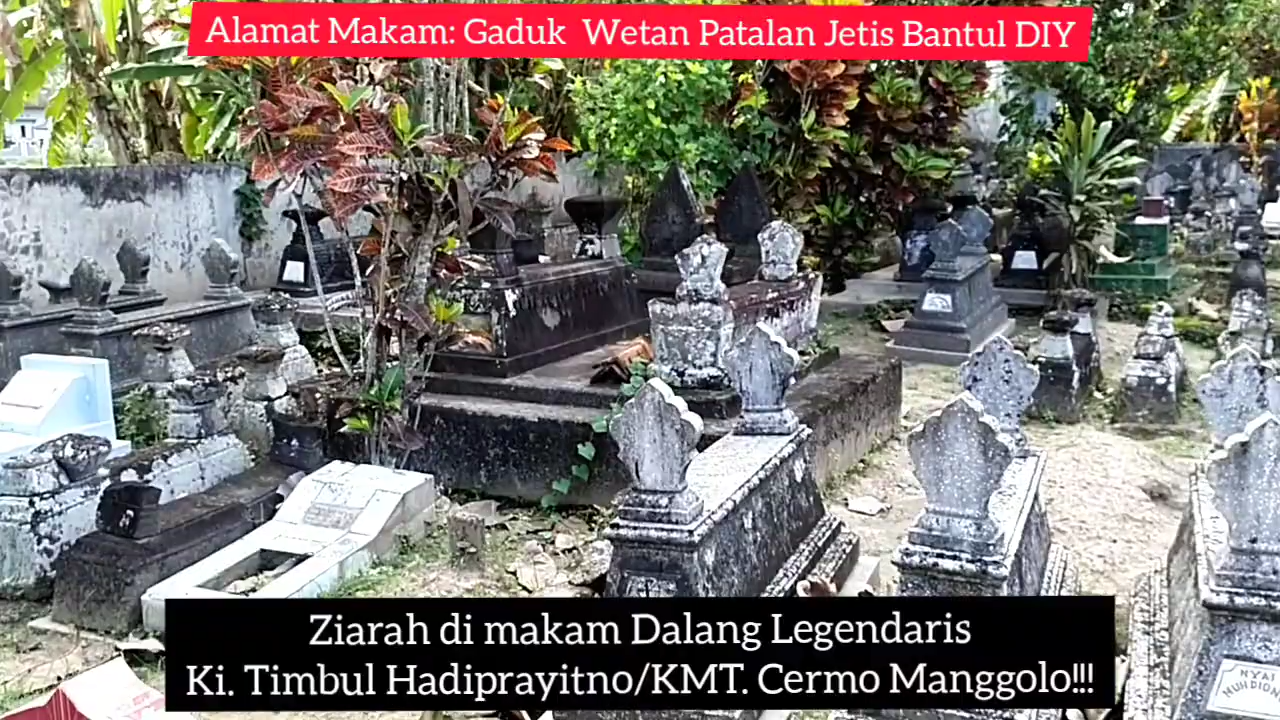 Alamat Makam: Gaduk Wetan Patalan Jetis Bantul DIY
Ziarah di makam Dalang Legendaris
Ki. Timbul Hadiprayitno/KMT. Cermo Manggolo!!!
NYAI